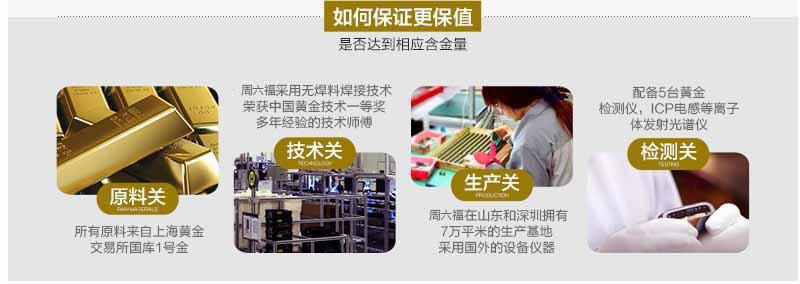 如何保证更保值
是否达到相应含金量
原料关
RAW MATERIALS
所有原料来自上海黄金
交易所国库1号金
周六福采用无焊料焊接技术
荣获中国黄金技术一等奖
多年经验的技术师傅
技术关
TECHNOLOGY
生产关
PRODUCTION
周六福在山东和深圳拥有
7万平米的生产基地
采用国外的设备仪器
配备5台黄金
检测仪，ICP电感等离子
体发射光谱仪
检测关
TESTING